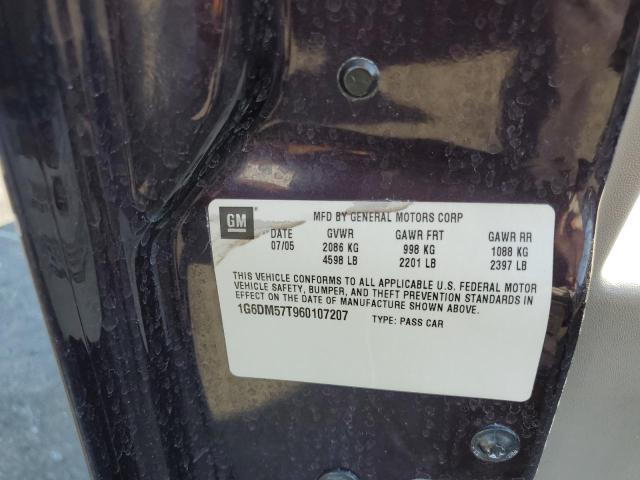 GM MFD BY GENERAL MOTORS CORP
DATE GVWR GAWR FRT GAWR RR
07/05 2086 KG 998 KG 1088 KG
4598 LB 2201 LB 2397 LB
THIS VEHICLE CONFORMS TO ALL APPLICABLE U.S. FEDERAL MOTOR
VEHICLE SAFETY, BUMPER, AND THEFT PREVENTION STANDARDS IN
EFFECT ON THE DATE OF MANUFACTURE SHOWN ABOVE.
1G6DM57T960107207 TYPE: PASS CAR